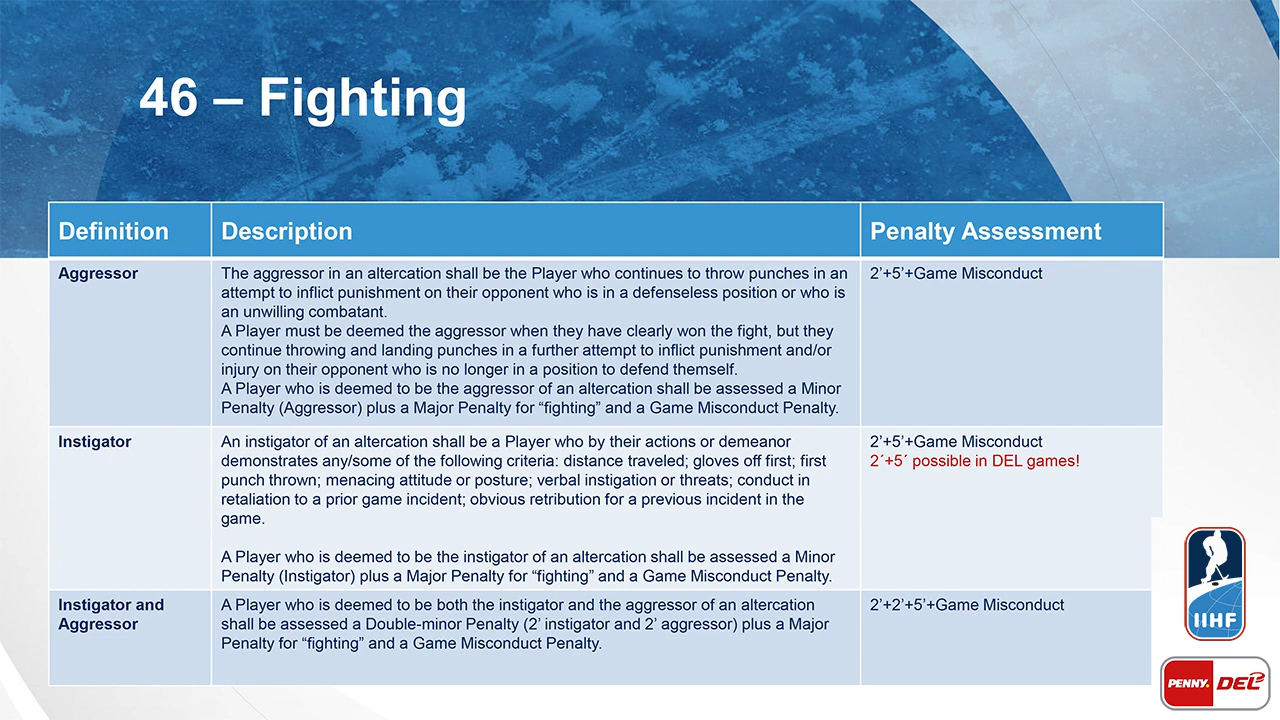 46 – Fighting
Definition
Description
Penalty Assessment
Aggressor
The aggressor in an altercation shall be the Player who continues to throw punches in an
attempt to inflict punishment on their opponent who is in a defenseless position or who is
an unwilling combatant.
A Player must be deemed the aggressor when they have clearly won the fight, but they
continue throwing and landing punches in a further attempt to inflict punishment and/or
injury on their opponent who is no longer in a position to defend themself.
A Player who is deemed to be the aggressor of an altercation shall be assessed a Minor
Penalty (Aggressor) plus a Major Penalty for “fighting” and a Game Misconduct Penalty.
2’+5’+Game Misconduct
Instigator
An instigator of an altercation shall be a Player who by their actions or demeanor
demonstrates any/some of the following criteria: distance traveled; gloves off first; first
punch thrown; menacing attitude or posture; verbal instigation or threats; conduct in
retaliation to a prior game incident; obvious retribution for a previous incident in the
game.
A Player who is deemed to be the instigator of an altercation shall be assessed a Minor
Penalty (Instigator) plus a Major Penalty for “fighting” and a Game Misconduct Penalty.
2’+5’+Game Misconduct
2´+5´ possible in DEL games!
Instigator and
Aggressor
A Player who is deemed to be both the instigator and the aggressor of an altercation
shall be assessed a Double-minor Penalty (2’ instigator and 2’ aggressor) plus a Major
Penalty for “fighting” and a Game Misconduct Penalty.
2’+2’+5’+Game Misconduct
IIHF
PENNY. DEL